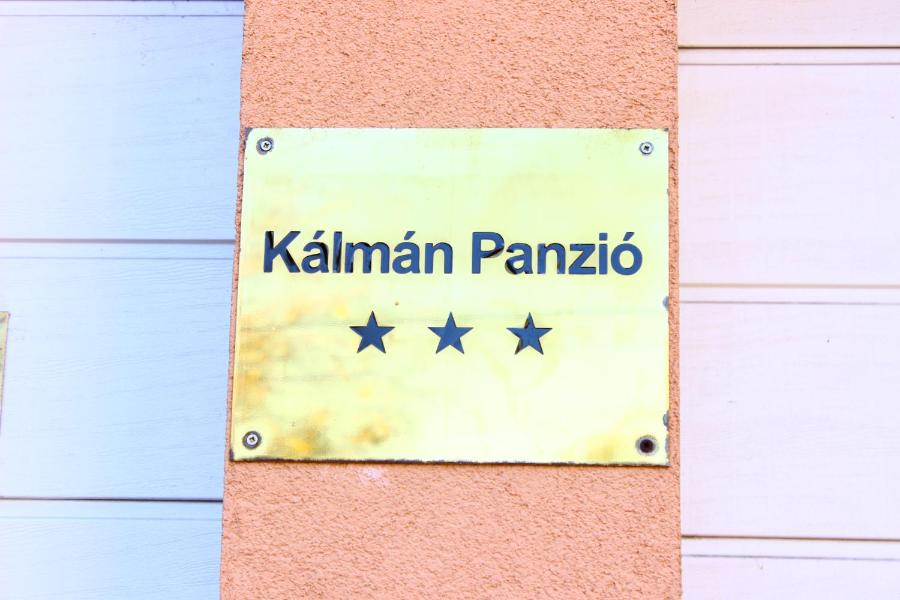 Kálmán Panzió
★ ★ ★